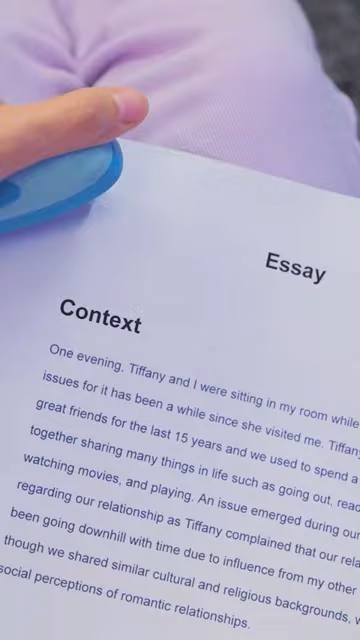 Essay
Context
One evening, Tiffany and I were sitting in my room while
issues for it has been a while since she visited me. Tiffany
great friends for the last 15 years and we used to spend a
together sharing many things in life such as going out,
watching movies, and playing. An issue emerged during our
regarding our relationship as Tiffany complained that our
been going downhill with time due to influence from my other
though we shared similar cultural and religious backgrounds,
social perceptions of romantic relationships.